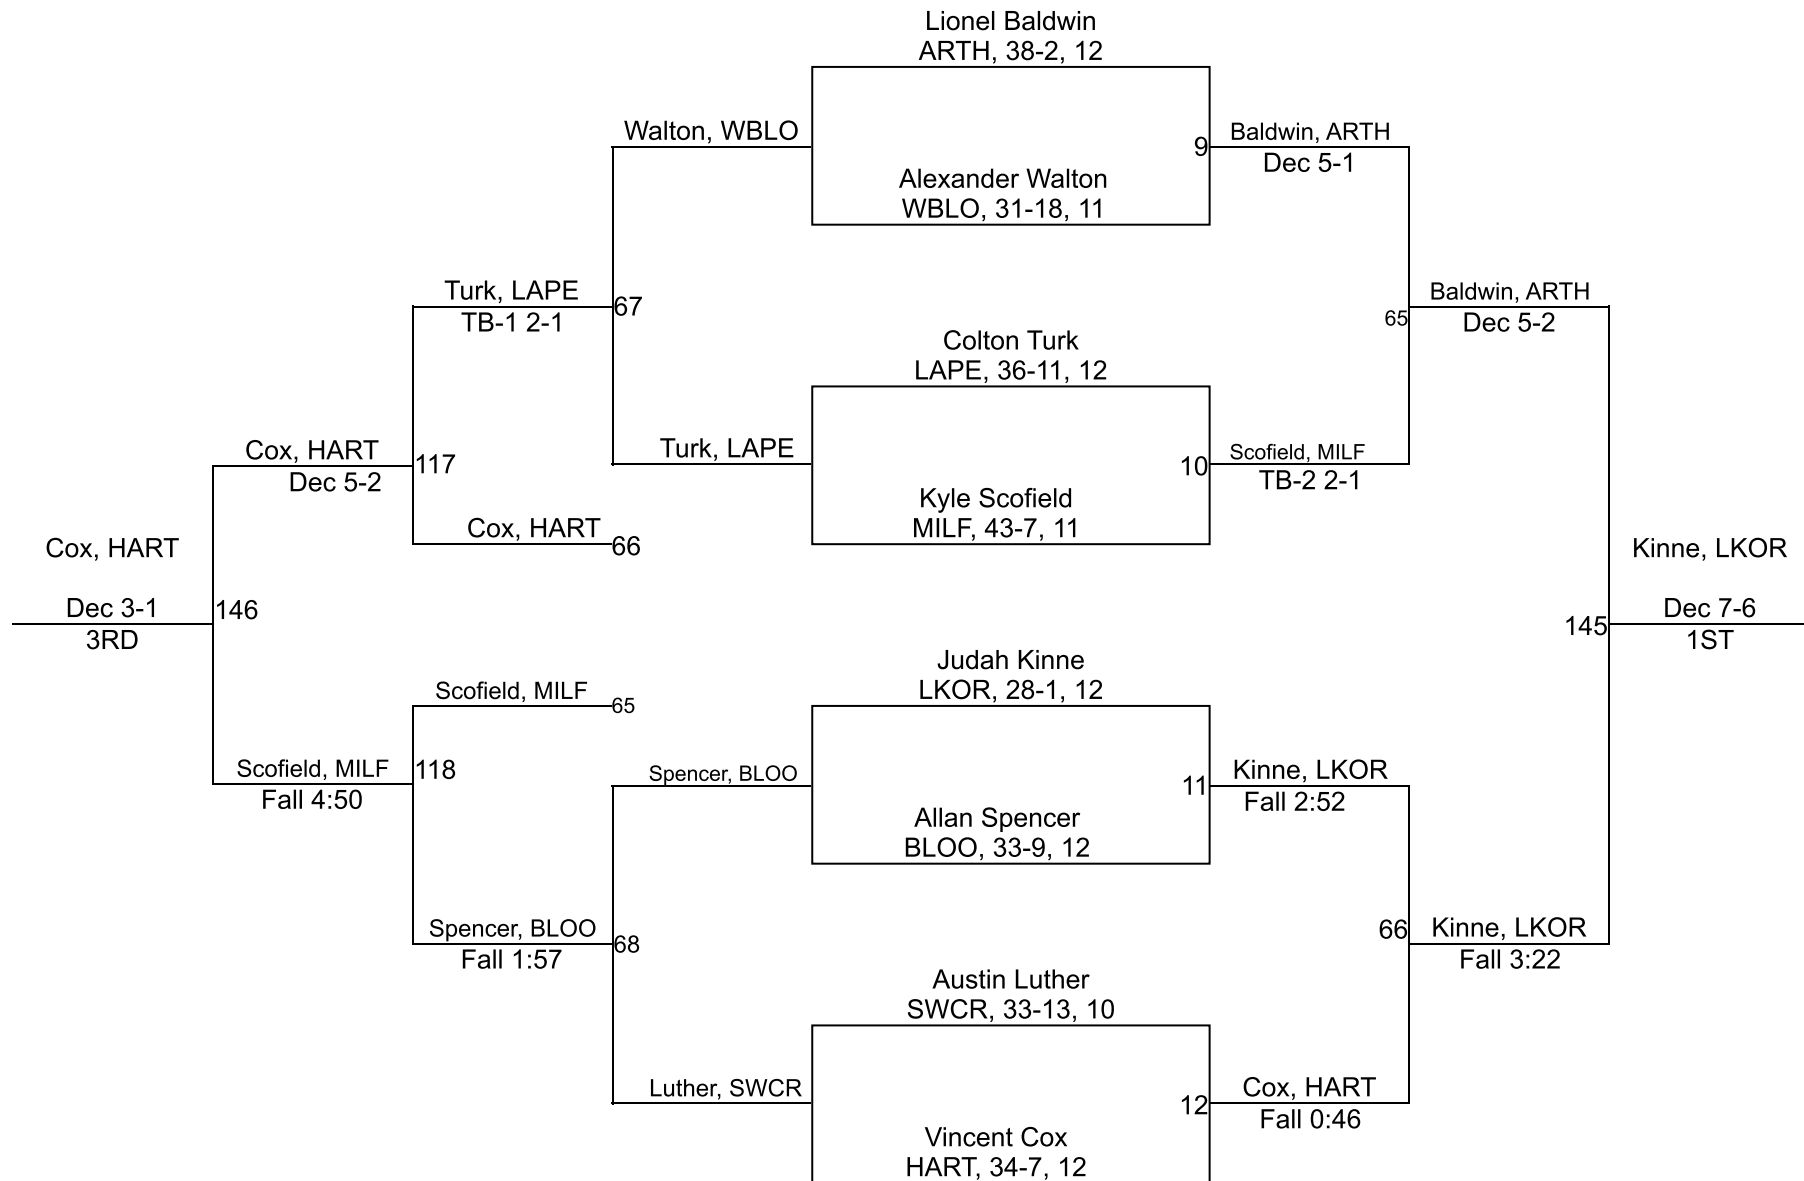 Lionel Baldwin
ARTH, 38-2, 12
Walton, WBLO
9
Baldwin, ARTH
Dec 5-1
Alexander Walton
WBLO, 31-18, 11
Turk, LAPE
TB-1 2-1
67
65
Baldwin, ARTH
Dec 5-2
Colton Turk
LAPE, 36-11, 12
Cox, HART
Dec 5-2
117
Turk, LAPE
10
Scofield, MILF
TB-2 2-1
Kyle Scofield
MILF, 43-7, 11
Cox, HART
66
Cox, HART
Dec 3-1
3RD
146
Kinne, LKOR
145
Dec 7-6
1ST
Judah Kinne
LKOR, 28-1, 12
Scofield, MILF
65
Scofield, MILF
Fall 4:50
118
Spencer, BLOO
11
Kinne, LKOR
Fall 2:52
Allan Spencer
BLOO, 33-9, 12
Spencer, BLOO
Fall 1:57
68
66
Kinne, LKOR
Fall 3:22
Austin Luther
SWCR, 33-13, 10
Luther, SWCR
12
Cox, HART
Fall 0:46
Vincent Cox
HART, 34-7, 12